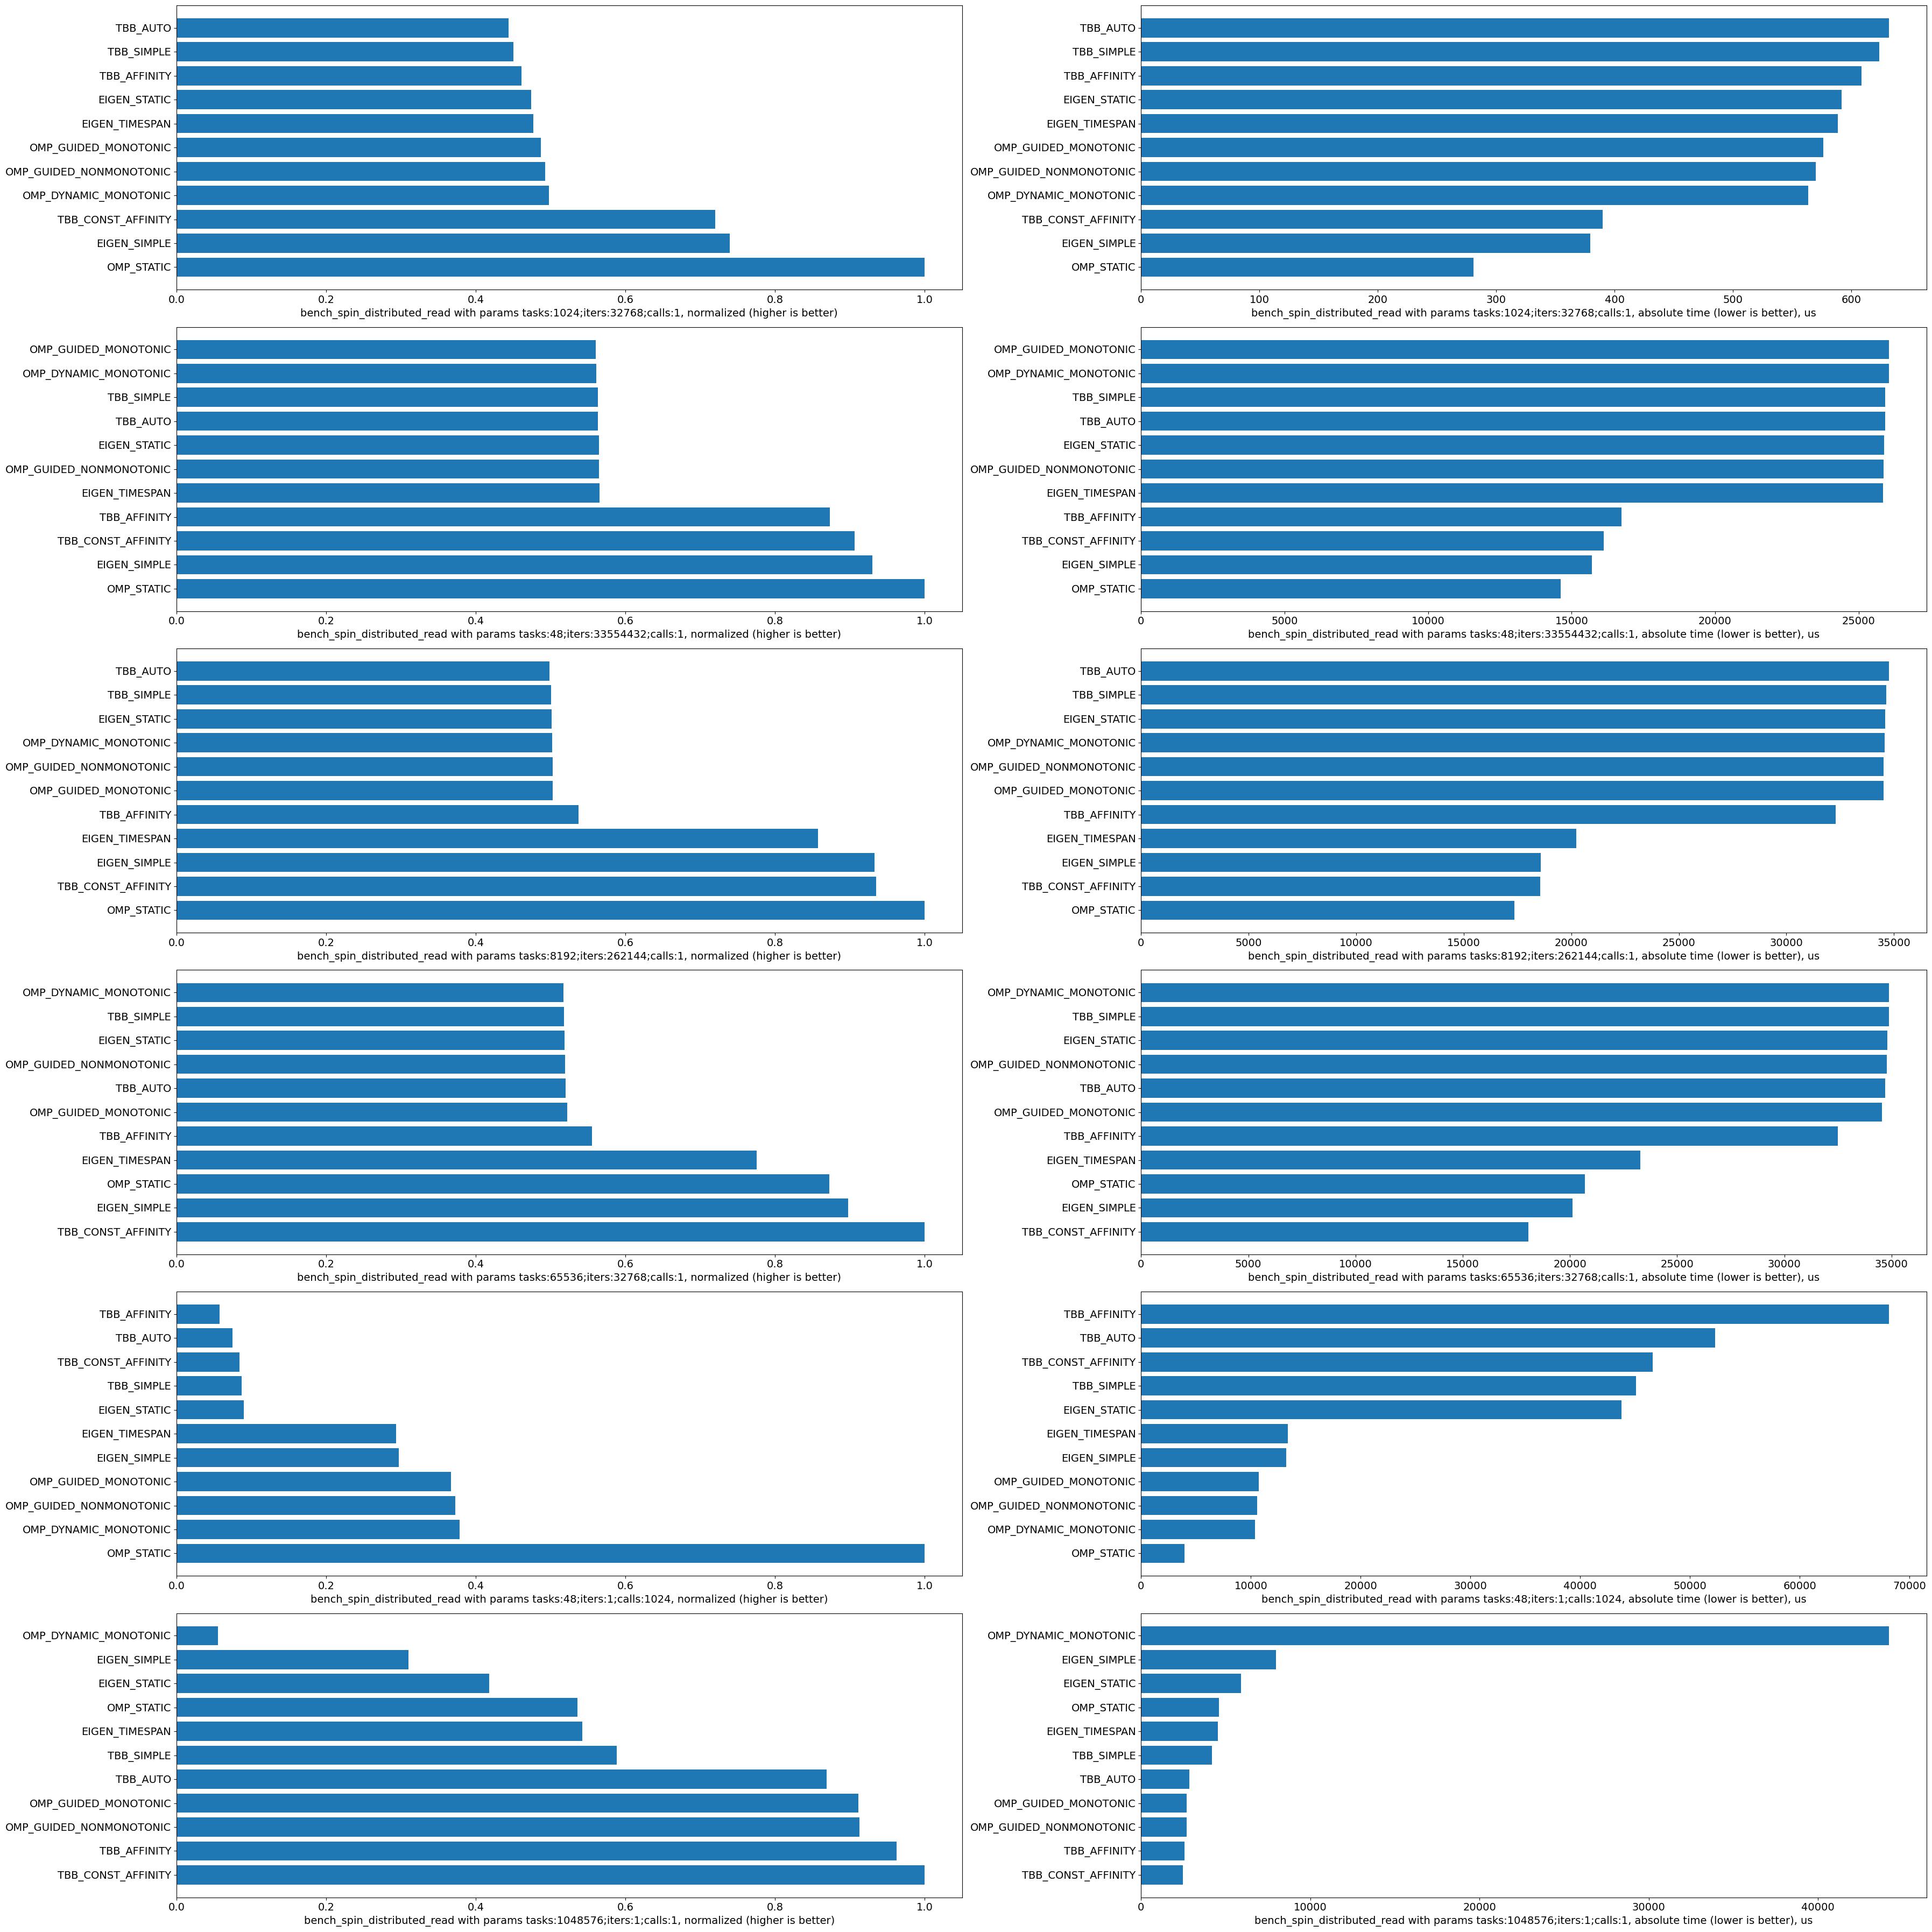 TBB_AUTO
TBB_SIMPLE
TBB_AFFINITY
EIGEN_STATIC
EIGEN_TIMESPAN
OMP_GUIDED_MONOTONIC
OMP_GUIDED_NONMONOTONIC
OMP_DYNAMIC_MONOTONIC
TBB_CONST_AFFINITY
EIGEN_SIMPLE
OMP_STATIC
0.0 0.2 0.4 0.6 0.8 1.0
bench_spin_distributed_read with params tasks:1024;iters:32768;calls:1, normalized (higher is better)
TBB_AUTO
TBB_SIMPLE
TBB_AFFINITY
EIGEN_STATIC
EIGEN_TIMESPAN
OMP_GUIDED_MONOTONIC
OMP_GUIDED_NONMONOTONIC
OMP_DYNAMIC_MONOTONIC
TBB_CONST_AFFINITY
EIGEN_SIMPLE
OMP_STATIC
0 100 200 300 400 500 600
bench_spin_distributed_read with params tasks:1024;iters:32768;calls:1, absolute time (lower is better), us
OMP_GUIDED_MONOTONIC
OMP_DYNAMIC_MONOTONIC
TBB_SIMPLE
TBB_AUTO
EIGEN_STATIC
OMP_GUIDED_NONMONOTONIC
EIGEN_TIMESPAN
TBB_AFFINITY
TBB_CONST_AFFINITY
EIGEN_SIMPLE
OMP_STATIC
0.0 0.2 0.4 0.6 0.8 1.0
bench_spin_distributed_read with params tasks:48;iters:33554432;calls:1, normalized (higher is better)
OMP_GUIDED_MONOTONIC
OMP_DYNAMIC_MONOTONIC
TBB_SIMPLE
TBB_AUTO
EIGEN_STATIC
OMP_GUIDED_NONMONOTONIC
EIGEN_TIMESPAN
TBB_AFFINITY
TBB_CONST_AFFINITY
EIGEN_SIMPLE
OMP_STATIC
0 5000 10000 15000 20000 25000
bench_spin_distributed_read with params tasks:48;iters:33554432;calls:1, absolute time (lower is better), us
TBB_AUTO
TBB_SIMPLE
EIGEN_STATIC
OMP_DYNAMIC_MONOTONIC
OMP_GUIDED_NONMONOTONIC
OMP_GUIDED_MONOTONIC
TBB_AFFINITY
EIGEN_TIMESPAN
EIGEN_SIMPLE
TBB_CONST_AFFINITY
OMP_STATIC
0.0 0.2 0.4 0.6 0.8 1.0
bench_spin_distributed_read with params tasks:8192;iters:262144;calls:1, normalized (higher is better)
TBB_AUTO
TBB_SIMPLE
EIGEN_STATIC
OMP_DYNAMIC_MONOTONIC
OMP_GUIDED_NONMONOTONIC
OMP_GUIDED_MONOTONIC
TBB_AFFINITY
EIGEN_TIMESPAN
EIGEN_SIMPLE
TBB_CONST_AFFINITY
OMP_STATIC
0 5000 10000 15000 20000 25000 30000 35000
bench_spin_distributed_read with params tasks:8192;iters:262144;calls:1, absolute time (lower is better), us
OMP_DYNAMIC_MONOTONIC
TBB_SIMPLE
EIGEN_STATIC
OMP_GUIDED_NONMONOTONIC
TBB_AUTO
OMP_GUIDED_MONOTONIC
TBB_AFFINITY
EIGEN_TIMESPAN
OMP_STATIC
EIGEN_SIMPLE
TBB_CONST_AFFINITY
0.0 0.2 0.4 0.6 0.8 1.0
bench_spin_distributed_read with params tasks:65536;iters:32768;calls:1, normalized (higher is better)
OMP_DYNAMIC_MONOTONIC
TBB_SIMPLE
EIGEN_STATIC
OMP_GUIDED_NONMONOTONIC
TBB_AUTO
OMP_GUIDED_MONOTONIC
TBB_AFFINITY
EIGEN_TIMESPAN
OMP_STATIC
EIGEN_SIMPLE
TBB_CONST_AFFINITY
0 5000 10000 15000 20000 25000 30000 35000
bench_spin_distributed_read with params tasks:65536;iters:32768;calls:1, absolute time (lower is better), us
TBB_AFFINITY
TBB_AUTO
TBB_CONST_AFFINITY
TBB_SIMPLE
EIGEN_STATIC
EIGEN_TIMESPAN
EIGEN_SIMPLE
OMP_GUIDED_MONOTONIC
OMP_GUIDED_NONMONOTONIC
OMP_DYNAMIC_MONOTONIC
OMP_STATIC
0.0 0.2 0.4 0.6 0.8 1.0
bench_spin_distributed_read with params tasks:48;iters:1;calls:1024, normalized (higher is better)
TBB_AFFINITY
TBB_AUTO
TBB_CONST_AFFINITY
TBB_SIMPLE
EIGEN_STATIC
EIGEN_TIMESPAN
EIGEN_SIMPLE
OMP_GUIDED_MONOTONIC
OMP_GUIDED_NONMONOTONIC
OMP_DYNAMIC_MONOTONIC
OMP_STATIC
0 10000 20000 30000 40000 50000 60000 70000
bench_spin_distributed_read with params tasks:48;iters:1;calls:1024, absolute time (lower is better), us
OMP_DYNAMIC_MONOTONIC
EIGEN_SIMPLE
EIGEN_STATIC
OMP_STATIC
EIGEN_TIMESPAN
TBB_SIMPLE
TBB_AUTO
OMP_GUIDED_MONOTONIC
OMP_GUIDED_NONMONOTONIC
TBB_AFFINITY
TBB_CONST_AFFINITY
0.0 0.2 0.4 0.6 0.8 1.0
bench_spin_distributed_read with params tasks:1048576;iters:1;calls:1, normalized (higher is better)
OMP_DYNAMIC_MONOTONIC
EIGEN_SIMPLE
EIGEN_STATIC
OMP_STATIC
EIGEN_TIMESPAN
TBB_SIMPLE
TBB_AUTO
OMP_GUIDED_MONOTONIC
OMP_GUIDED_NONMONOTONIC
TBB_AFFINITY
TBB_CONST_AFFINITY
0 10000 20000 30000 40000
bench_spin_distributed_read with params tasks:1048576;iters:1;calls:1, absolute time (lower is better), us